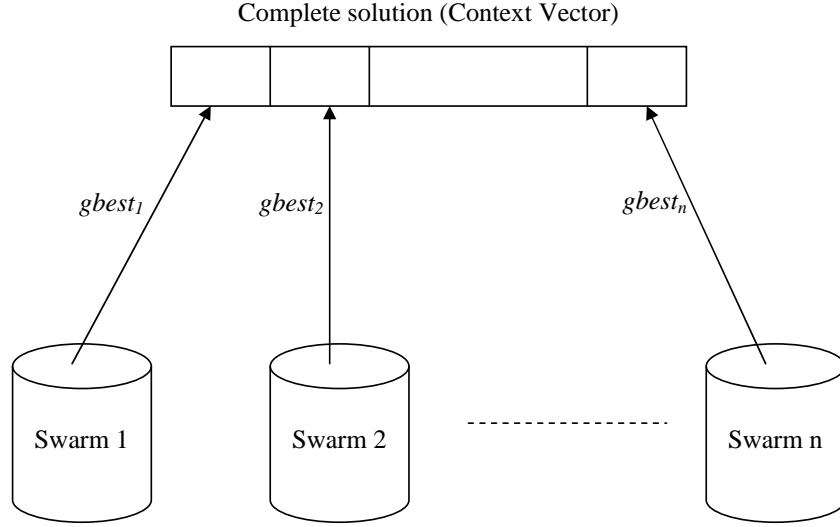 Complete solution (Context Vector)
gbest1
gbest2
gbestn
Swarm 1
Swarm 2
Swarm n